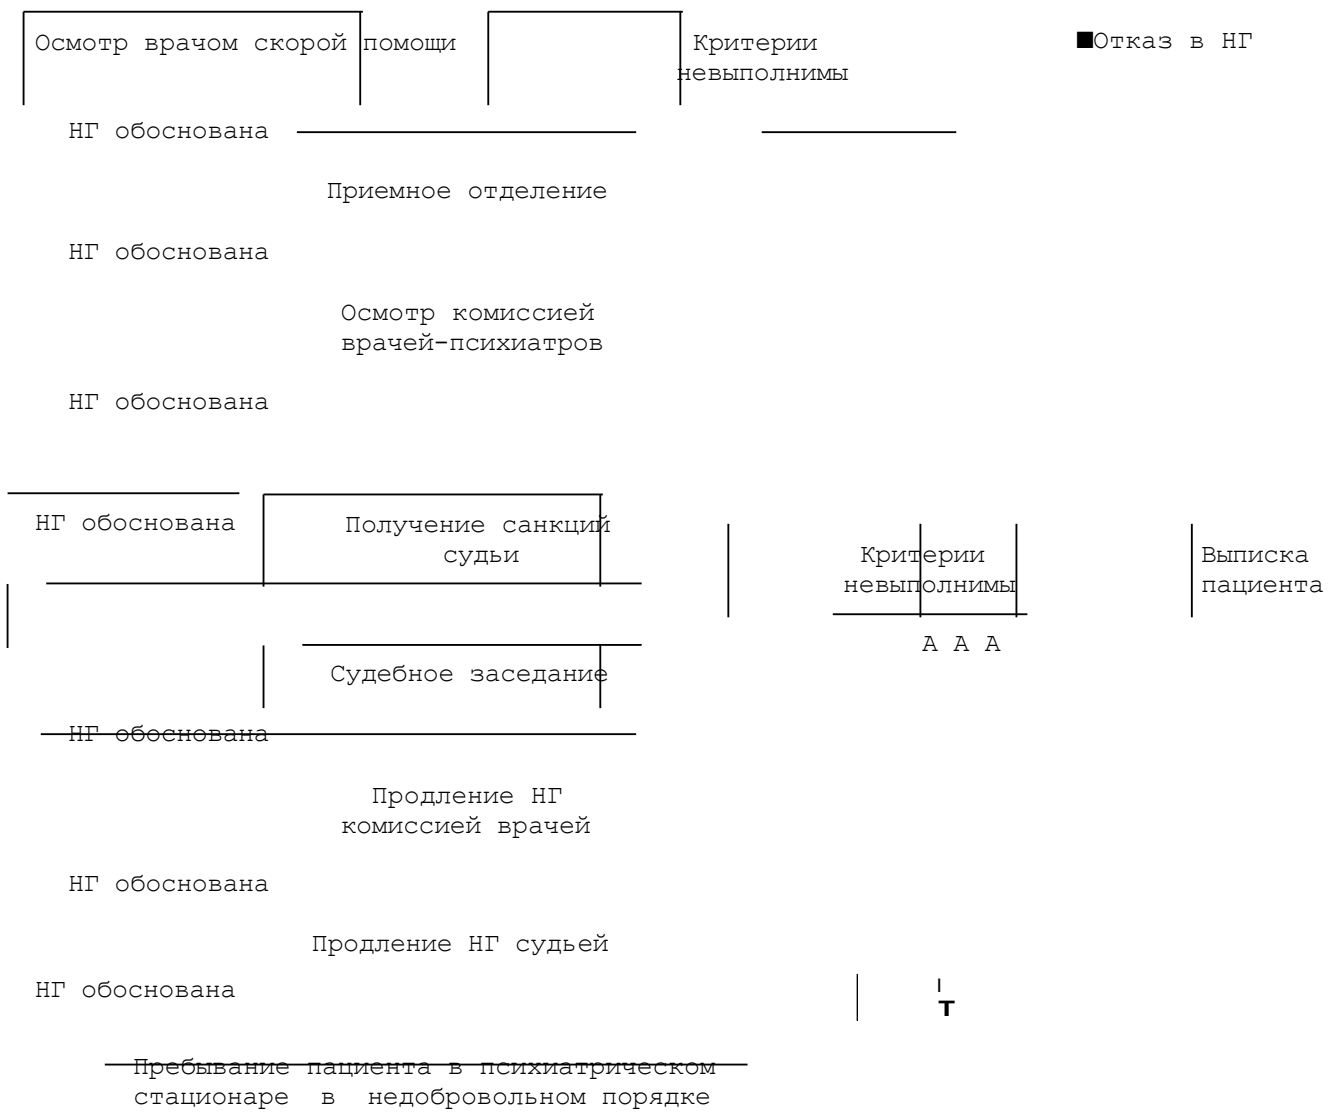 Осмотр врачом скорой помощи
Критерии
невыполнимы
■Отказ в НГ
НГ обоснована
Приемное отделение
НГ обоснована
Осмотр комиссией
врачей-психиатров
НГ обоснована
НГ обоснована
Получение санкций
судьи
Критерии
невыполнимы
Выписка
пациента
А А А
Судебное заседание
НГ обоснована
Продление НГ
комиссией врачей
НГ обоснована
Продление НГ судьей
НГ обоснована
т
Пребывание пациента в психиатрическом
стационаре в недобровольном порядке